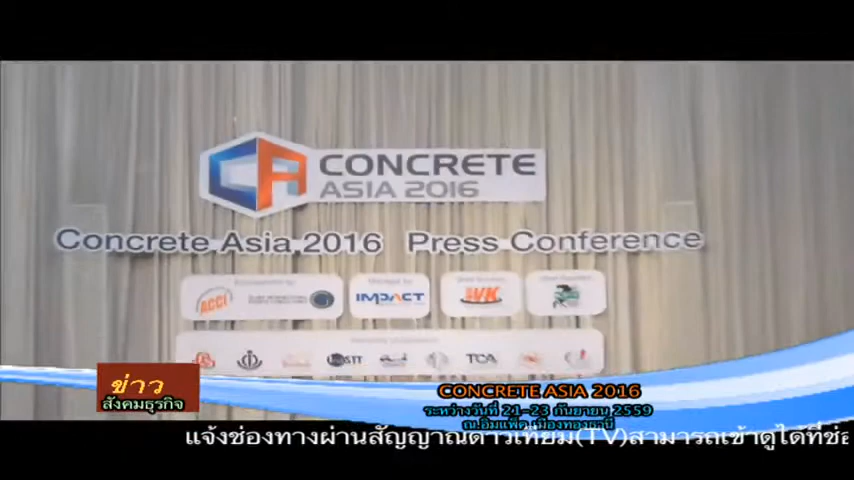 CA
CONCRETE
ASIA 2016
Concrete Asia 2016 Press Conference
ACCI
IMPACT
WK
TCA
ข่าว
สังคมธุรกิจ
CONCRETE ASIA 2016
ระหว่างวันที่ 21-23 กันยายน 2559
ณ.อิมแพ็ค เมืองทองธานี
แจ้งช่องทางผ่านสัญญาณดาวเทียม(TV)สามารถเข้าดูได้ที่ช่อ